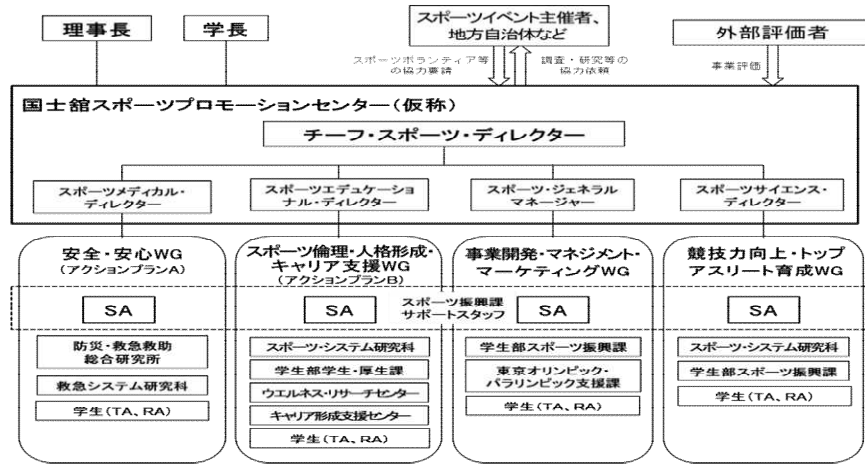 理事長
学長
スポーツイベント主催者、
地方自治体など
外部評価者
スポーツボランティア等
の協力要請
調査・研究等の
協力依頼
事業評価
国士舘スポーツプロモーションセンター(仮称)
チーフ・スポーツ・ディレクター
スポーツメディカル・
ディレクター
スポーツエデュケーショ
ナル・ディレクター
スポーツ・ジェネラル
マネージャー
スポーツサイエンス・
ディレクター
安全・安心WG
(アクションプランA)
スポーツ倫理・人格形成・
キャリア支援WG
(アクションプランB)
事業開発・マネジメント・
マーケティングWG
競技力向上・トップ
アスリート育成WG
SA
SA
スポーツ振興課
サポートスタッフ
SA
SA
防災・救急救助
総合研究所
救急システム研究科
学生(TA、RA)
スポーツ・システム研究科
学生部学生・厚生課
ウエルネス・リサーチセンター
キャリア形成支援センター
学生(TA、RA)
学生部スポーツ振興課
東京オリンピック・
パラリンピック支援課
学生(TA、RA)
スポーツ・システム研究科
学生部スポーツ振興課
学生(TA、RA)